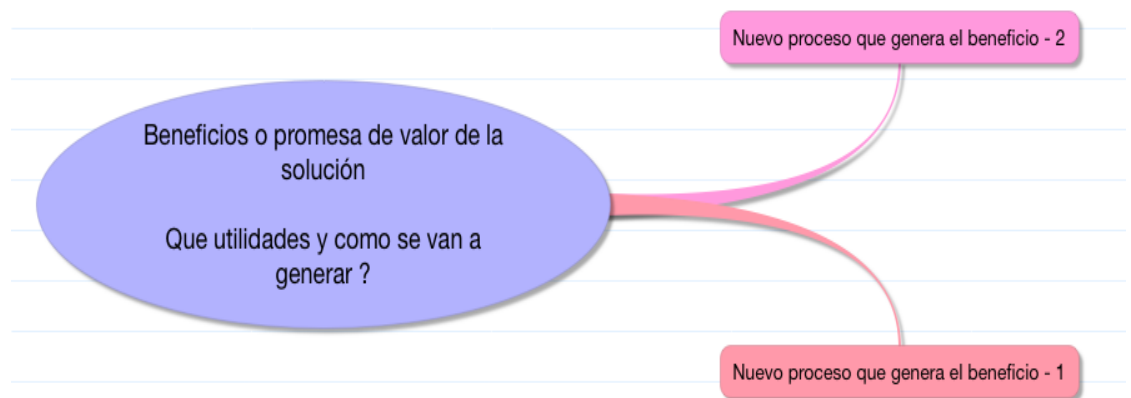 Nuevo proceso que genera el beneficio - 2
Beneficios o promesa de valor de la
solución
Que utilidades y como se van a
generar ?
Nuevo proceso que genera el beneficio - 1